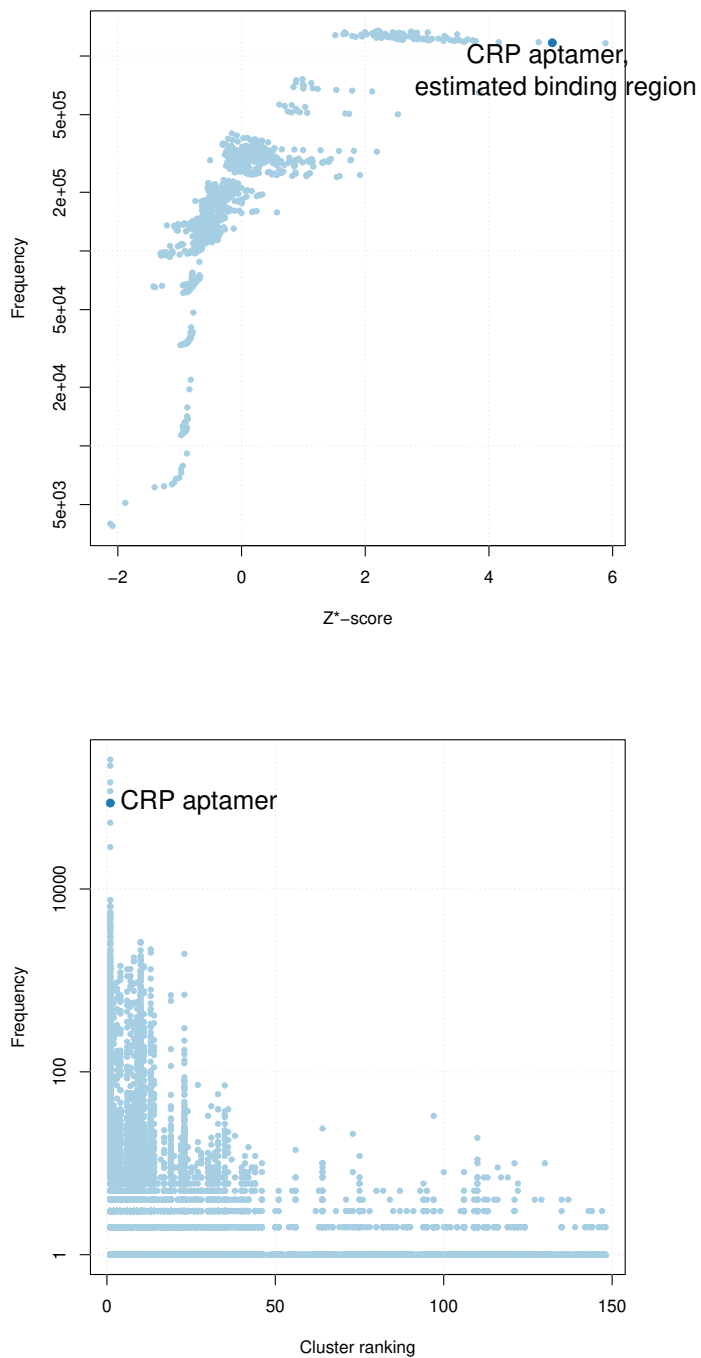 CRP aptamer,
estimated binding region
5e+05
2e+05
5e+04
2e+04
5e+03
Frequency
−2 0 2 4 6
Z*−score
CRP aptamer
10000
100
1
Frequency
0 50 100 150
Cluster ranking